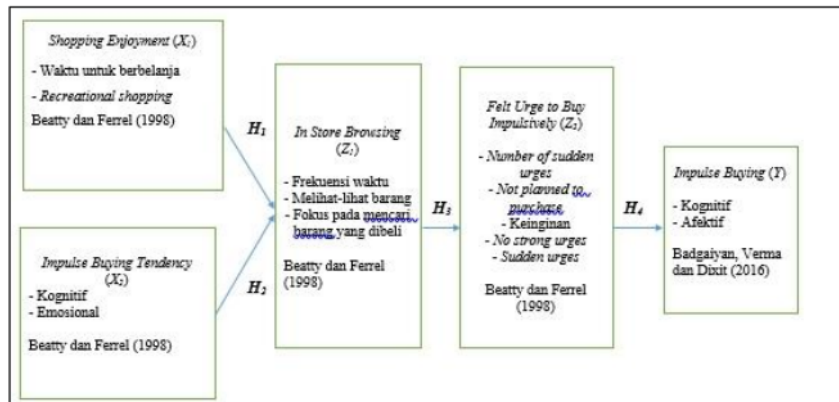 Shopping Enjoyment (X1)
- Waktu untuk berbelanja
- Recreational shopping
Beatty dan Ferrel (1998)
H1
Impulse Buying Tendency
(X2)
- Kognitif
- Emosional
Beatty dan Ferrel (1998)
H2
In Store Browsing
(Z1)
- Frekuensi waktu
- Melihat-lihat barang
- Fokus pada mencari
barang yang dibeli
Beatty dan Ferrel
(1998)
H3
Felt Urge to Buy
Impulsively (Z2)
- Number of sudden
urges
- Not planned to
purchase
- Keinginan
- No strong urges
- Sudden urges
Beatty dan Ferrel
(1998)
H4
Impulse Buying (Y)
- Kognitif
- Afektif
Badgaiyan, Verma
dan Dixit (2016)